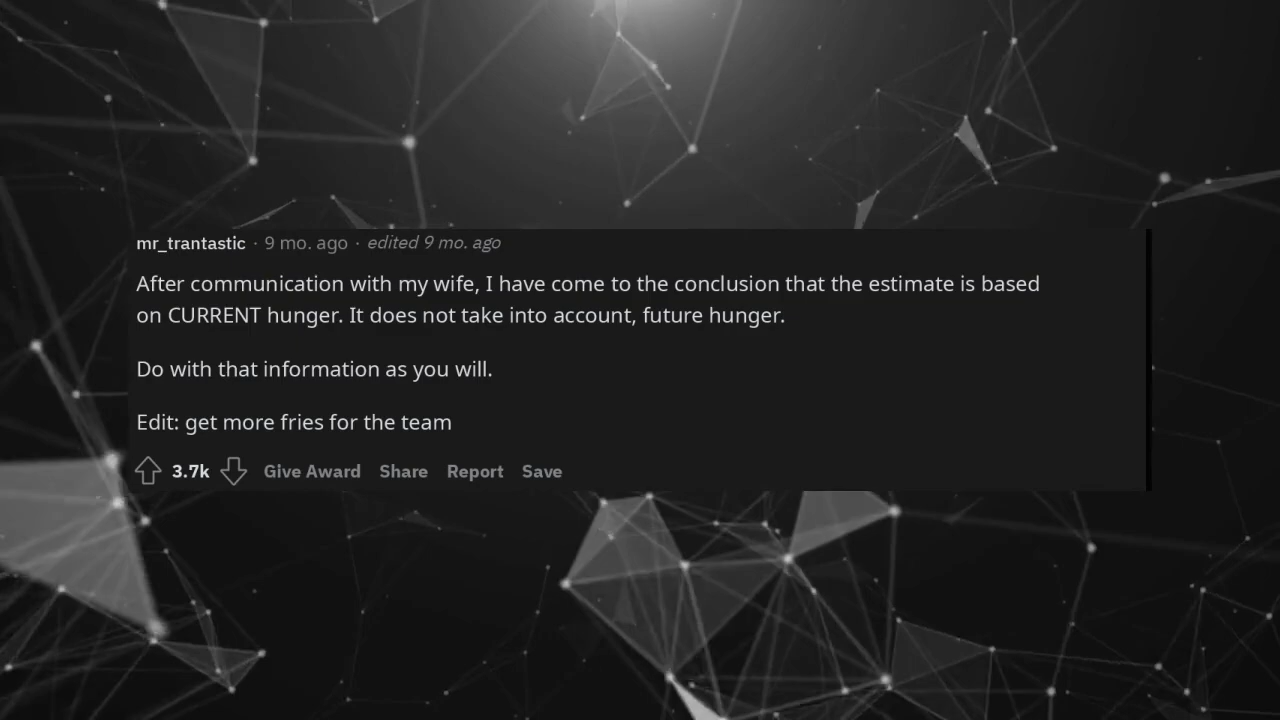 mr_trantastic · 9 mo. ago · edited 9 mo. ago
After communication with my wife, I have come to the conclusion that the estimate is based
on CURRENT hunger. It does not take into account, future hunger.
Do with that information as you will.
Edit: get more fries for the team
3.7k Give Award Share Report Save